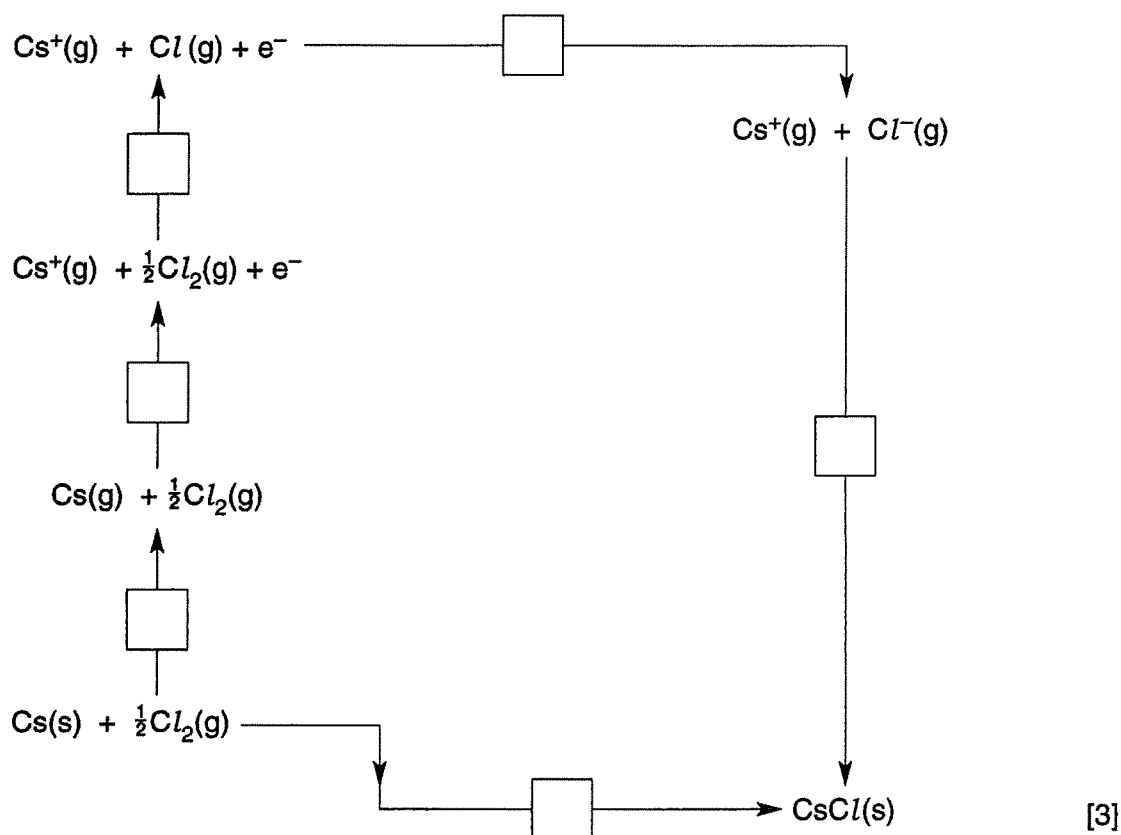 Cs⁺(g) + Cl(g) + e⁻
Cs⁺(g) + Cl⁻(g)
Cs⁺(g) + ½Cl₂(g) + e⁻
Cs(g) + ½Cl₂(g)
Cs(s) + ½Cl₂(g)
CsCl(s)
[3]